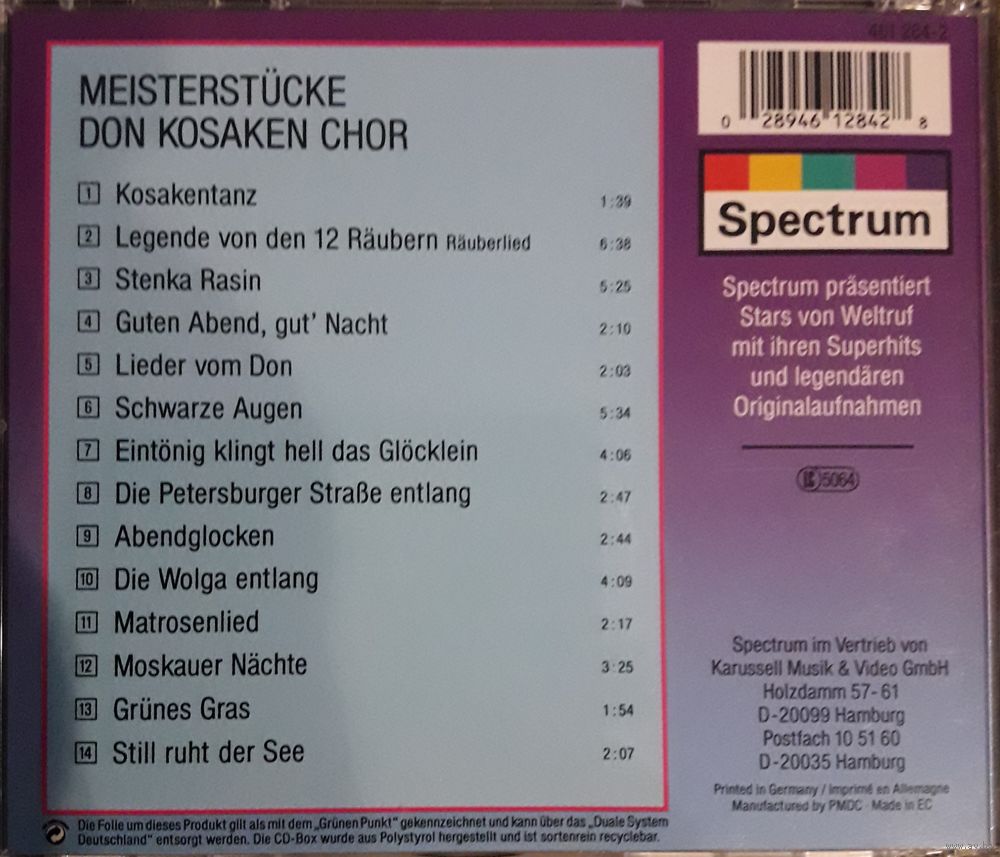 461 284-2
MEISTERSTÜCKE
DON KOSAKEN CHOR
1 Kosakentanz 1:39
2 Legende von den 12 Räubern Räuberlied 6:38
3 Stenka Rasin 5:25
4 Guten Abend, gut' Nacht 2:10
5 Lieder vom Don 2:03
6 Schwarze Augen 5:34
7 Eintönig klingt hell das Glöcklein 4:06
8 Die Petersburger Straße entlang 2:47
9 Abendglocken 2:44
10 Die Wolga entlang 4:09
11 Matrosenlied 2:17
12 Moskauer Nächte 3:25
13 Grünes Gras 1:54
14 Still ruht der See 2:07
0 28946 12842 8
Spectrum
Spectrum präsentiert
Stars von Weltruf
mit ihren Superhits
und legendären
Originalaufnahmen
LC 5064
Spectrum im Vertrieb von
Karussell Musik & Video GmbH
Holzdamm 57-61
D-20099 Hamburg
Postfach 10 51 60
D-20035 Hamburg
Printed in Germany / Imprimé en Allemagne
Manufactured by PMDC · Made in EC
Die Folie um dieses Produkt gilt als mit dem „Grünen Punkt" gekennzeichnet und kann über das „Duale System
Deutschland" entsorgt werden. Die CD-Box wurde aus Polystyrol hergestellt und ist sortenrein recyclebar.